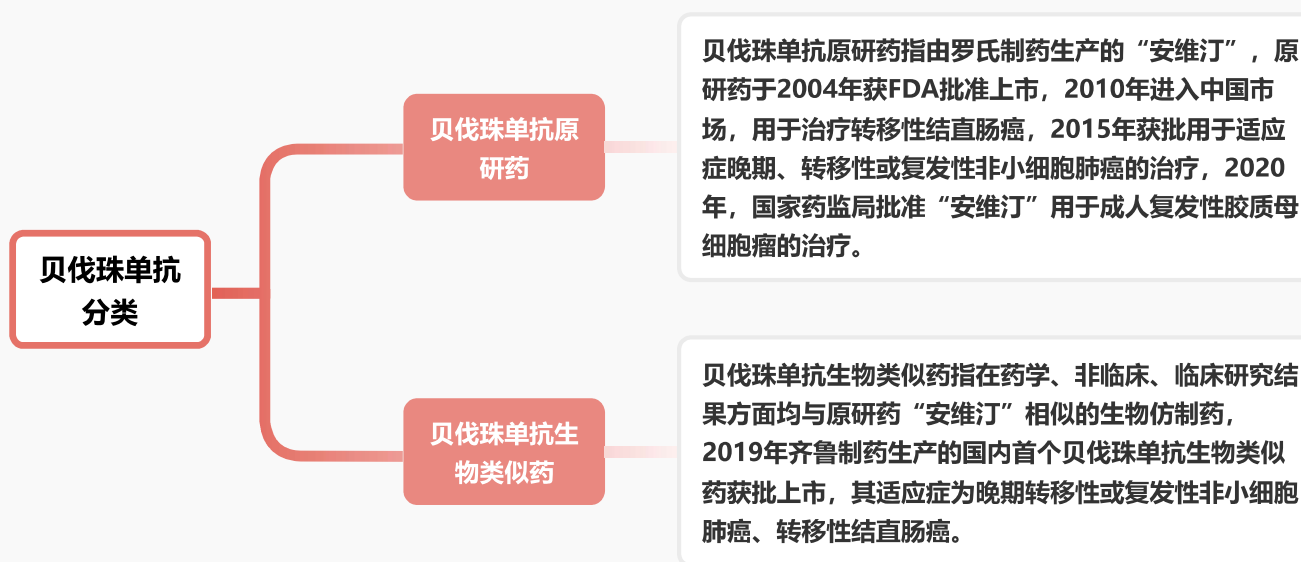 贝伐珠单抗
分类
贝伐珠单抗原
研药
贝伐珠单抗原研药指由罗氏制药生产的“安维汀”，原
研药于2004年获FDA批准上市，2010年进入中国市
场，用于治疗转移性结直肠癌，2015年获批用于适应
症晚期、转移性或复发性非小细胞肺癌的治疗，2020
年，国家药监局批准“安维汀”用于成人复发性胶质母
细胞瘤的治疗。
贝伐珠单抗生
物类似药
贝伐珠单抗生物类似药指在药学、非临床、临床研究结
果方面均与原研药“安维汀”相似的生物仿制药，
2019年齐鲁制药生产的国内首个贝伐珠单抗生物类似
药获批上市，其适应症为晚期转移性或复发性非小细胞
肺癌、转移性结直肠癌。